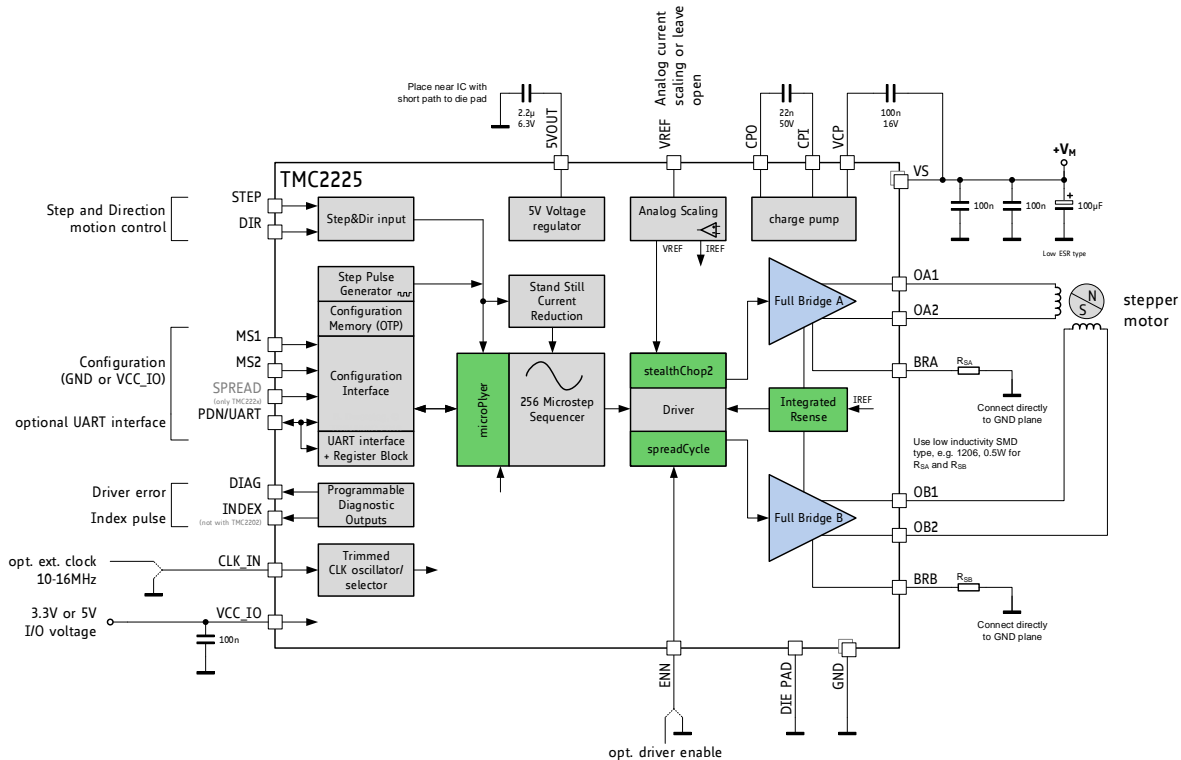 Place near IC with
short path to die pad
2.2µ
6.3V
5VOUT
VREF
Analog current
scaling or leave
open
22n
50V
CPO
CPI
VCP
100n
16V
+VM
VS
100n
100n
+
100µF
Low ESR type
TMC2225
STEP
DIR
Step and Direction
motion control
Step&Dir input
5V Voltage
regulator
Analog Scaling
VREF
IREF
charge pump
Step Pulse
Generator
Configuration
Memory (OTP)
Stand Still
Current
Reduction
Full Bridge A
OA1
OA2
N
S
stepper
motor
MS1
MS2
SPREAD
(only TMC222x)
PDN/UART
Configuration
(GND or VCC_IO)
optional UART interface
Configuration
Interface
UART interface
+ Register Block
microPlyer
256 Microstep
Sequencer
stealthChop2
Driver
spreadCycle
Integrated
Rsense
IREF
BRA
RSA
Connect directly
to GND plane
Use low inductivity SMD
type, e.g. 1206, 0.5W for
RSA and RSB
DIAG
INDEX
(not with TMC2202)
Driver error
Index pulse
Programmable
Diagnostic
Outputs
Full Bridge B
OB1
OB2
opt. ext. clock
10-16MHz
CLK_IN
Trimmed
CLK oscillator/
selector
BRB
RSB
Connect directly
to GND plane
3.3V or 5V
I/O voltage
VCC_IO
100n
ENN
DIE PAD
GND
opt. driver enable